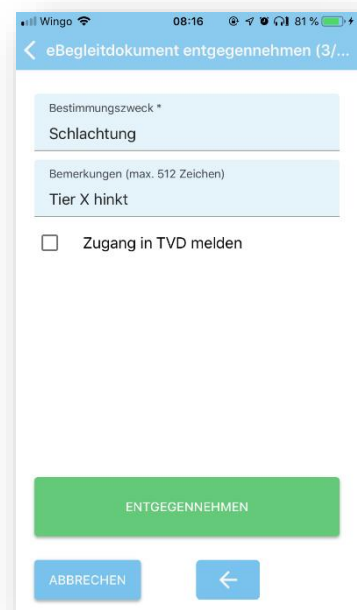 Wingo 08:16 81 %
eBegleitdokument entgegennehmen (3/...
Bestimmungszweck *
Schlachtung
Bemerkungen (max. 512 Zeichen)
Tier X hinkt
Zugang in TVD melden
ENTGEGENNEHMEN
ABBRECHEN